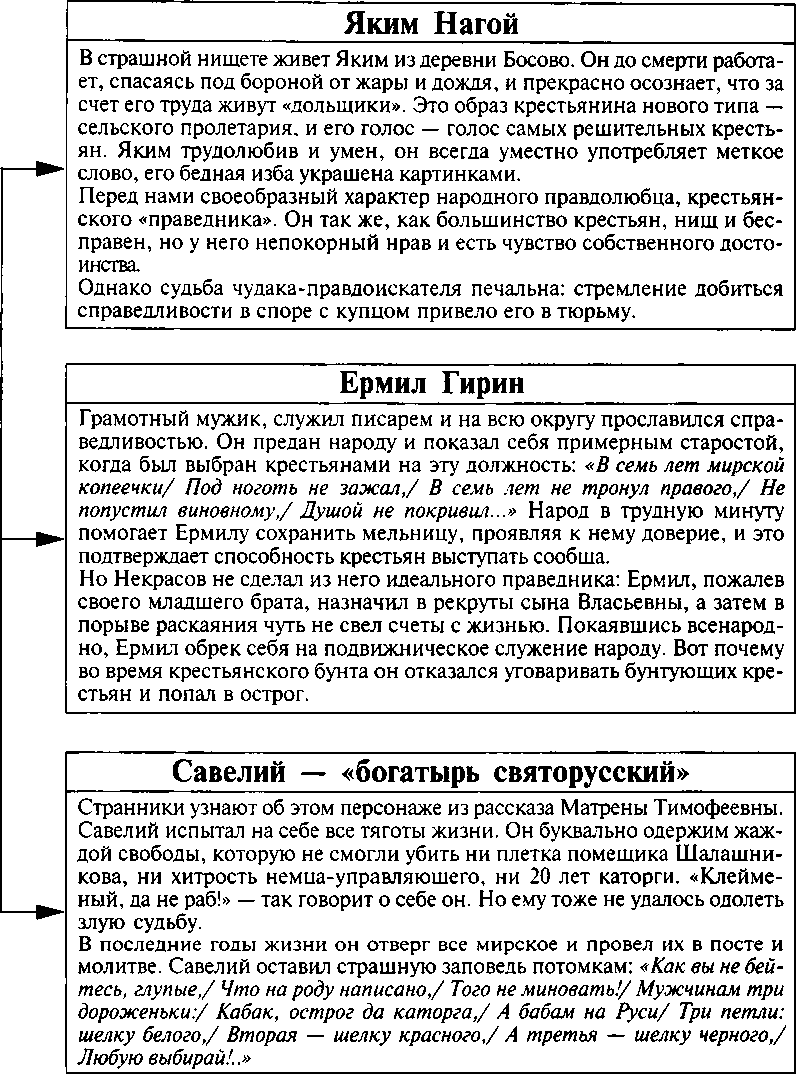 Яким Нагой
В страшной нищете живет Яким из деревни Босово. Он до смерти работа-
ет, спасаясь под бороной от жары и дождя, и прекрасно осознает, что за
счет его труда живут «дольщики». Это образ крестьянина нового типа —
сельского пролетария, и его голос — голос самых решительных кресть-
ян. Яким трудолюбив и умен, он всегда уместно употребляет меткое
слово, его бедная изба украшена картинками.
Перед нами своеобразный характер народного правдолюбца, крестьян-
ского «праведника». Он так же, как большинство крестьян, нищ и бес-
правен, но у него непокорный нрав и есть чувство собственного досто-
инства.
Однако судьба чудака-правдоискателя печальна: стремление добиться
справедливости в споре с купцом привело его в тюрьму.
Ермил Гирин
Грамотный мужик, служил писарем и на всю округу прославился спра-
ведливостью. Он предан народу и показал себя примерным старостой,
когда был выбран крестьянами на эту должность: «В семь лет мирской
копеечки/ Под ноготь не зажал,/ В семь лет не тронул правого,/ Не
попустил виновному,/ Душой не покривил...» Народ в трудную минуту
помогает Ермилу сохранить мельницу, проявляя к нему доверие, и это
подтверждает способность крестьян выступать сообща.
Но Некрасов не сделал из него идеального праведника: Ермил, пожалев
своего младшего брата, назначил в рекруты сына Власьевны, а затем в
порыве раскаяния чуть не свел счеты с жизнью. Покаявшись всенарод-
но, Ермил обрек себя на подвижническое служение народу. Вот почему
во время крестьянского бунта он отказался уговаривать бунтующих кре-
стьян и попал в острог.
Савелий — «богатырь святорусский»
Странники узнают об этом персонаже из рассказа Матрены Тимофеевны.
Савелий испытал на себе все тяготы жизни. Он буквально одержим жаж-
дой свободы, которую не смогли убить ни плетка помещика Шалашни-
кова, ни хитрость немца-управляющего, ни 20 лет каторги. «Клейме-
ный, да не раб!» — так говорит о себе он. Но ему тоже не удалось одолеть
злую судьбу.
В последние годы жизни он отверг все мирское и провел их в посте и
молитве. Савелий оставил страшную заповедь потомкам: «Как вы не бей-
тесь, глупые,/ Что на роду написано,/ Того не миновать!/ Мужчинам три
дороженьки:/ Кабак, острог да каторга,/ А бабам на Руси/ Три петли:
шелку белого,/ Вторая — шелку красного,/ А третья — шелку черного,/
Любую выбирай!..»